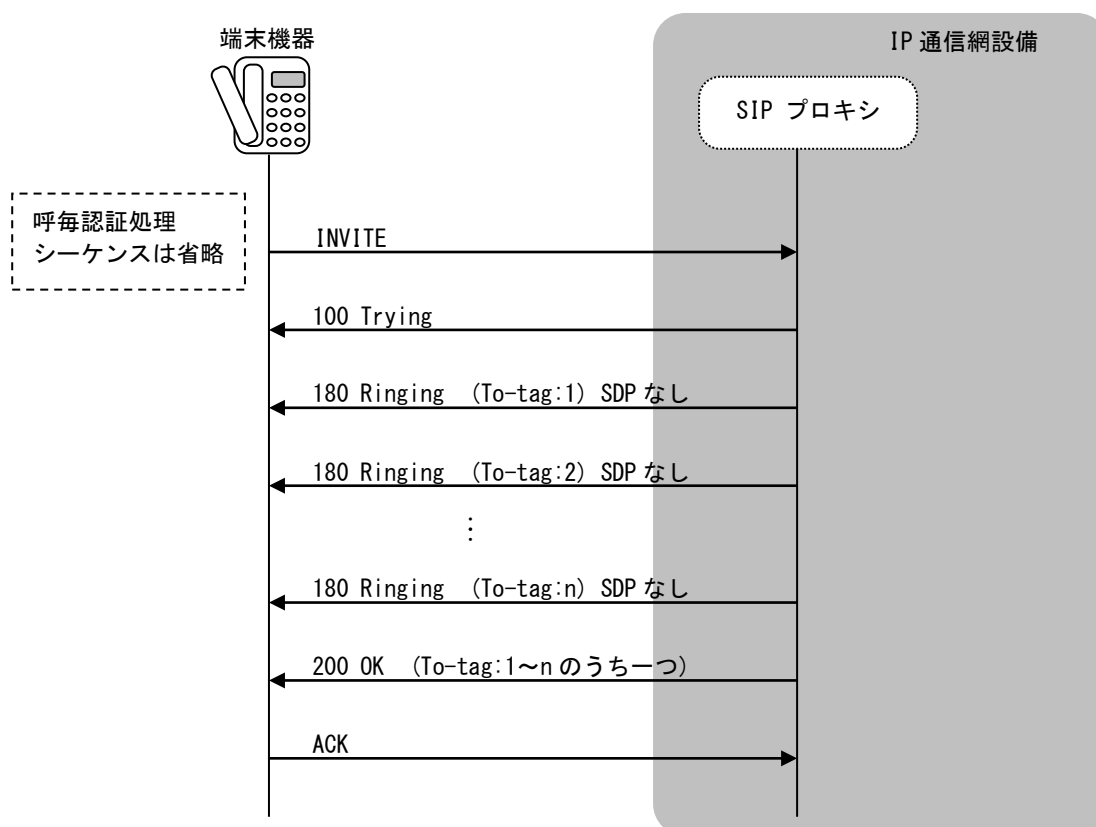 端末機器
IP 通信網設備
SIP プロキシ
呼毎認証処理
シーケンスは省略
INVITE
100 Trying
180 Ringing (To-tag:1) SDP なし
180 Ringing (To-tag:2) SDP なし
⋮
180 Ringing (To-tag:n) SDP なし
200 OK (To-tag:1～n のうち一つ)
ACK